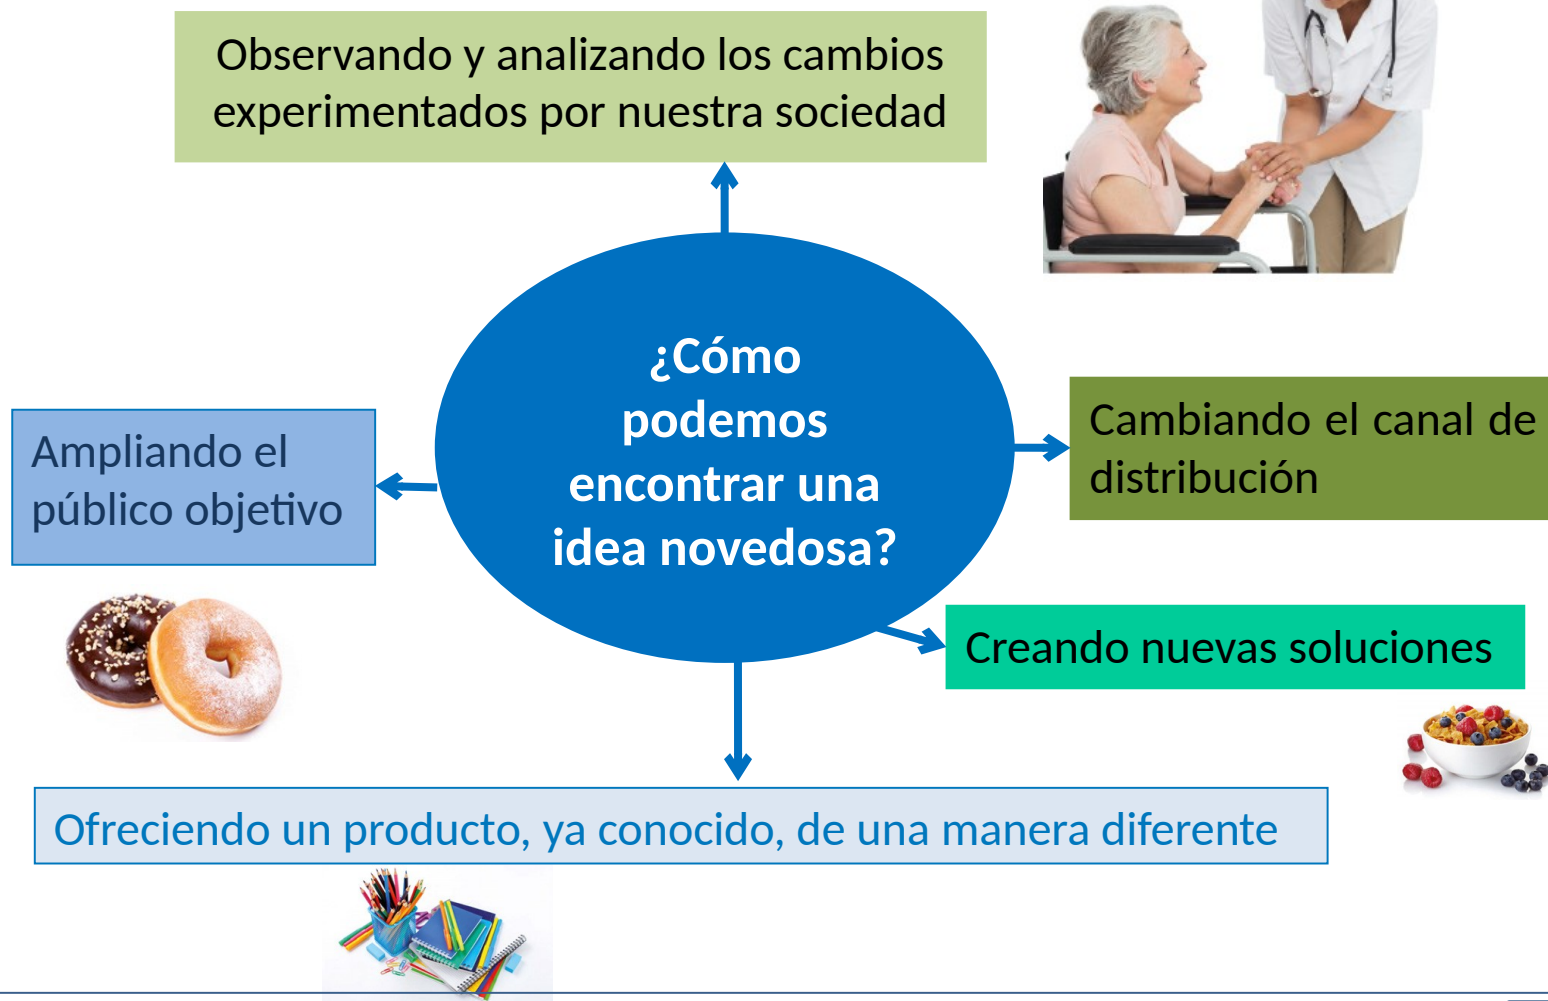 Observando y analizando los cambios
experimentados por nuestra sociedad
¿Cómo
podemos
encontrar una
idea novedosa?
Ampliando el
público objetivo
Cambiando el canal de
distribución
Creando nuevas soluciones
Ofreciendo un producto, ya conocido, de una manera diferente